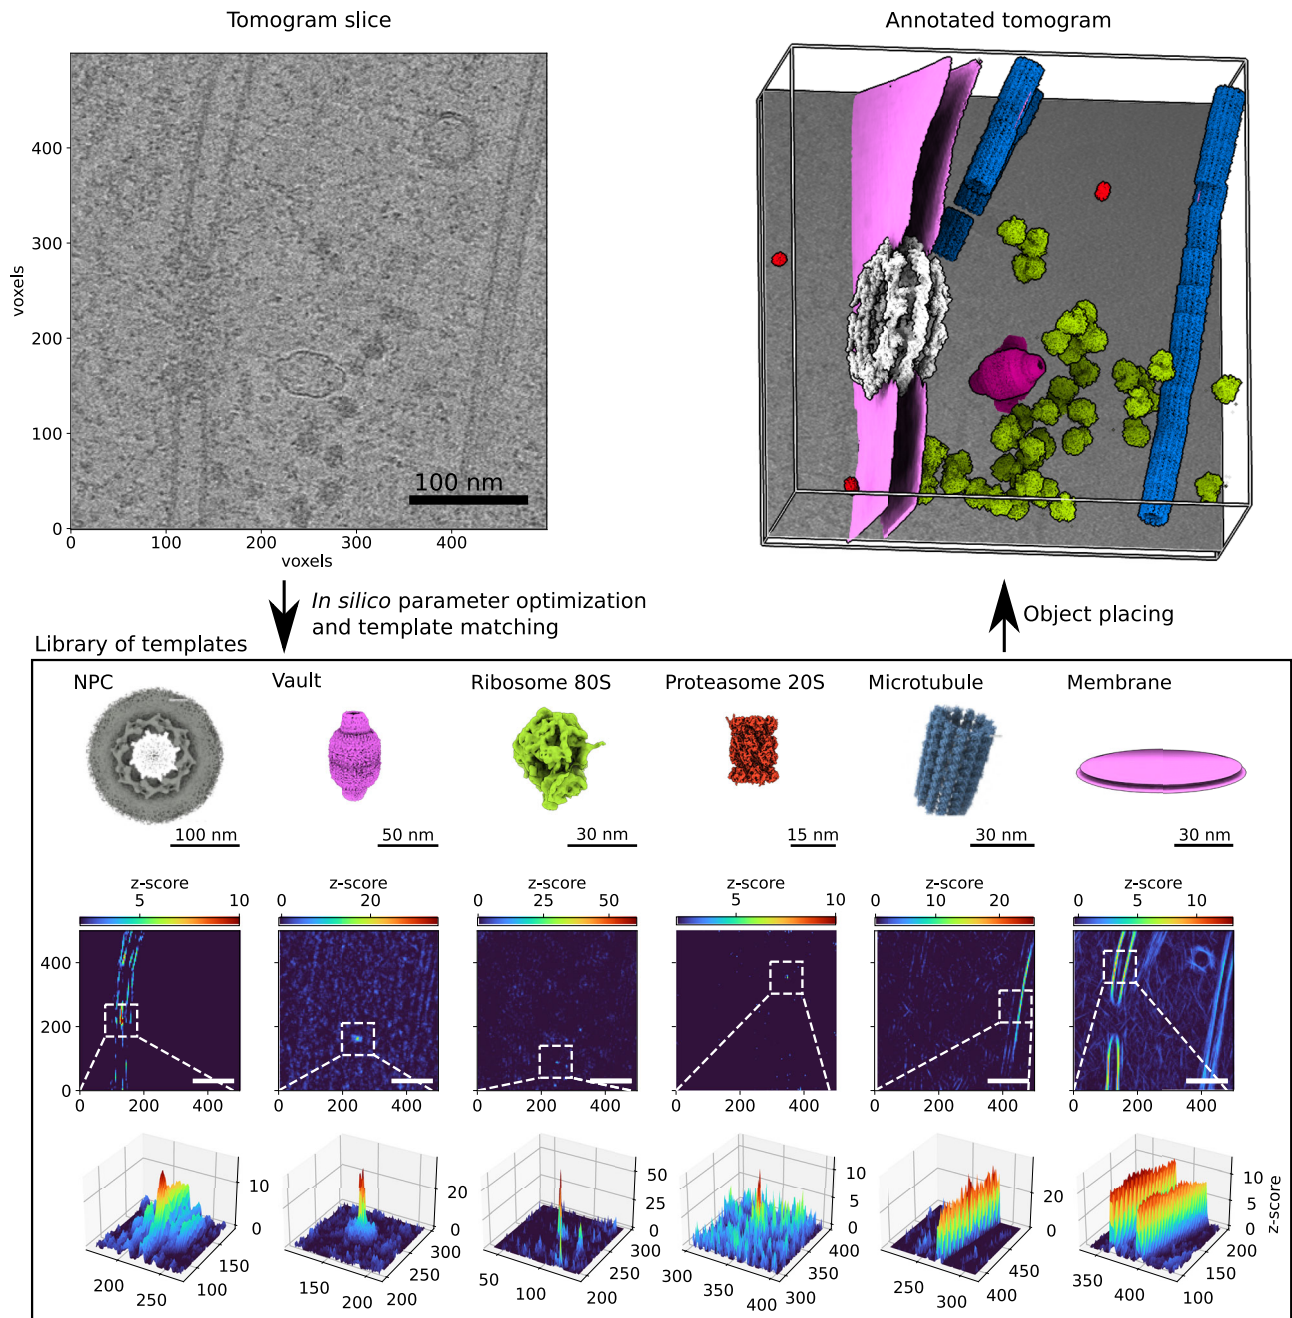 Tomogram slice
Annotated tomogram
voxels
400
300
200
100
0
100 nm
0 100 200 300 400
voxels
In silico parameter optimization
and template matching
Object placing
Library of templates
NPC Vault Ribosome 80S Proteasome 20S Microtubule Membrane
100 nm 50 nm 30 nm 15 nm 30 nm 30 nm
z-score z-score z-score z-score z-score z-score
5 10 0 20 0 25 50 5 10 0 10 20 0 5 10
400
200
0
0 200 400 0 200 400 0 200 400 0 200 400 0 200 400 0 200 400
10 0 20 0 50 25 0 10 5 0 20 0 10 5 0
z-score
200 250 100 150
150 200 200 250 300
50 100 200 250
300 350 400 300 350 400
250 300 400 450
350 400 100 150 200